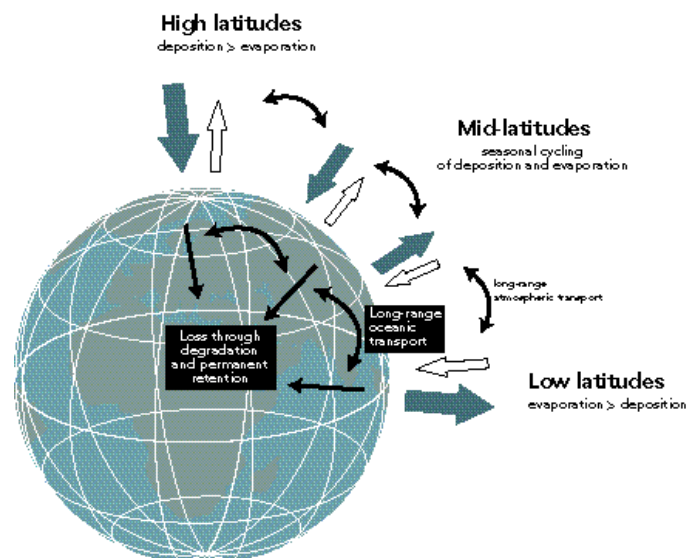 High latitudes
deposition > evaporation
Mid-latitudes
seasonal cycling
of deposition and evaporation
long-range
atmospheric transport
Long-range
oceanic
transport
Loss through
degradation
and permanent
retention
Low latitudes
evaporation > deposition